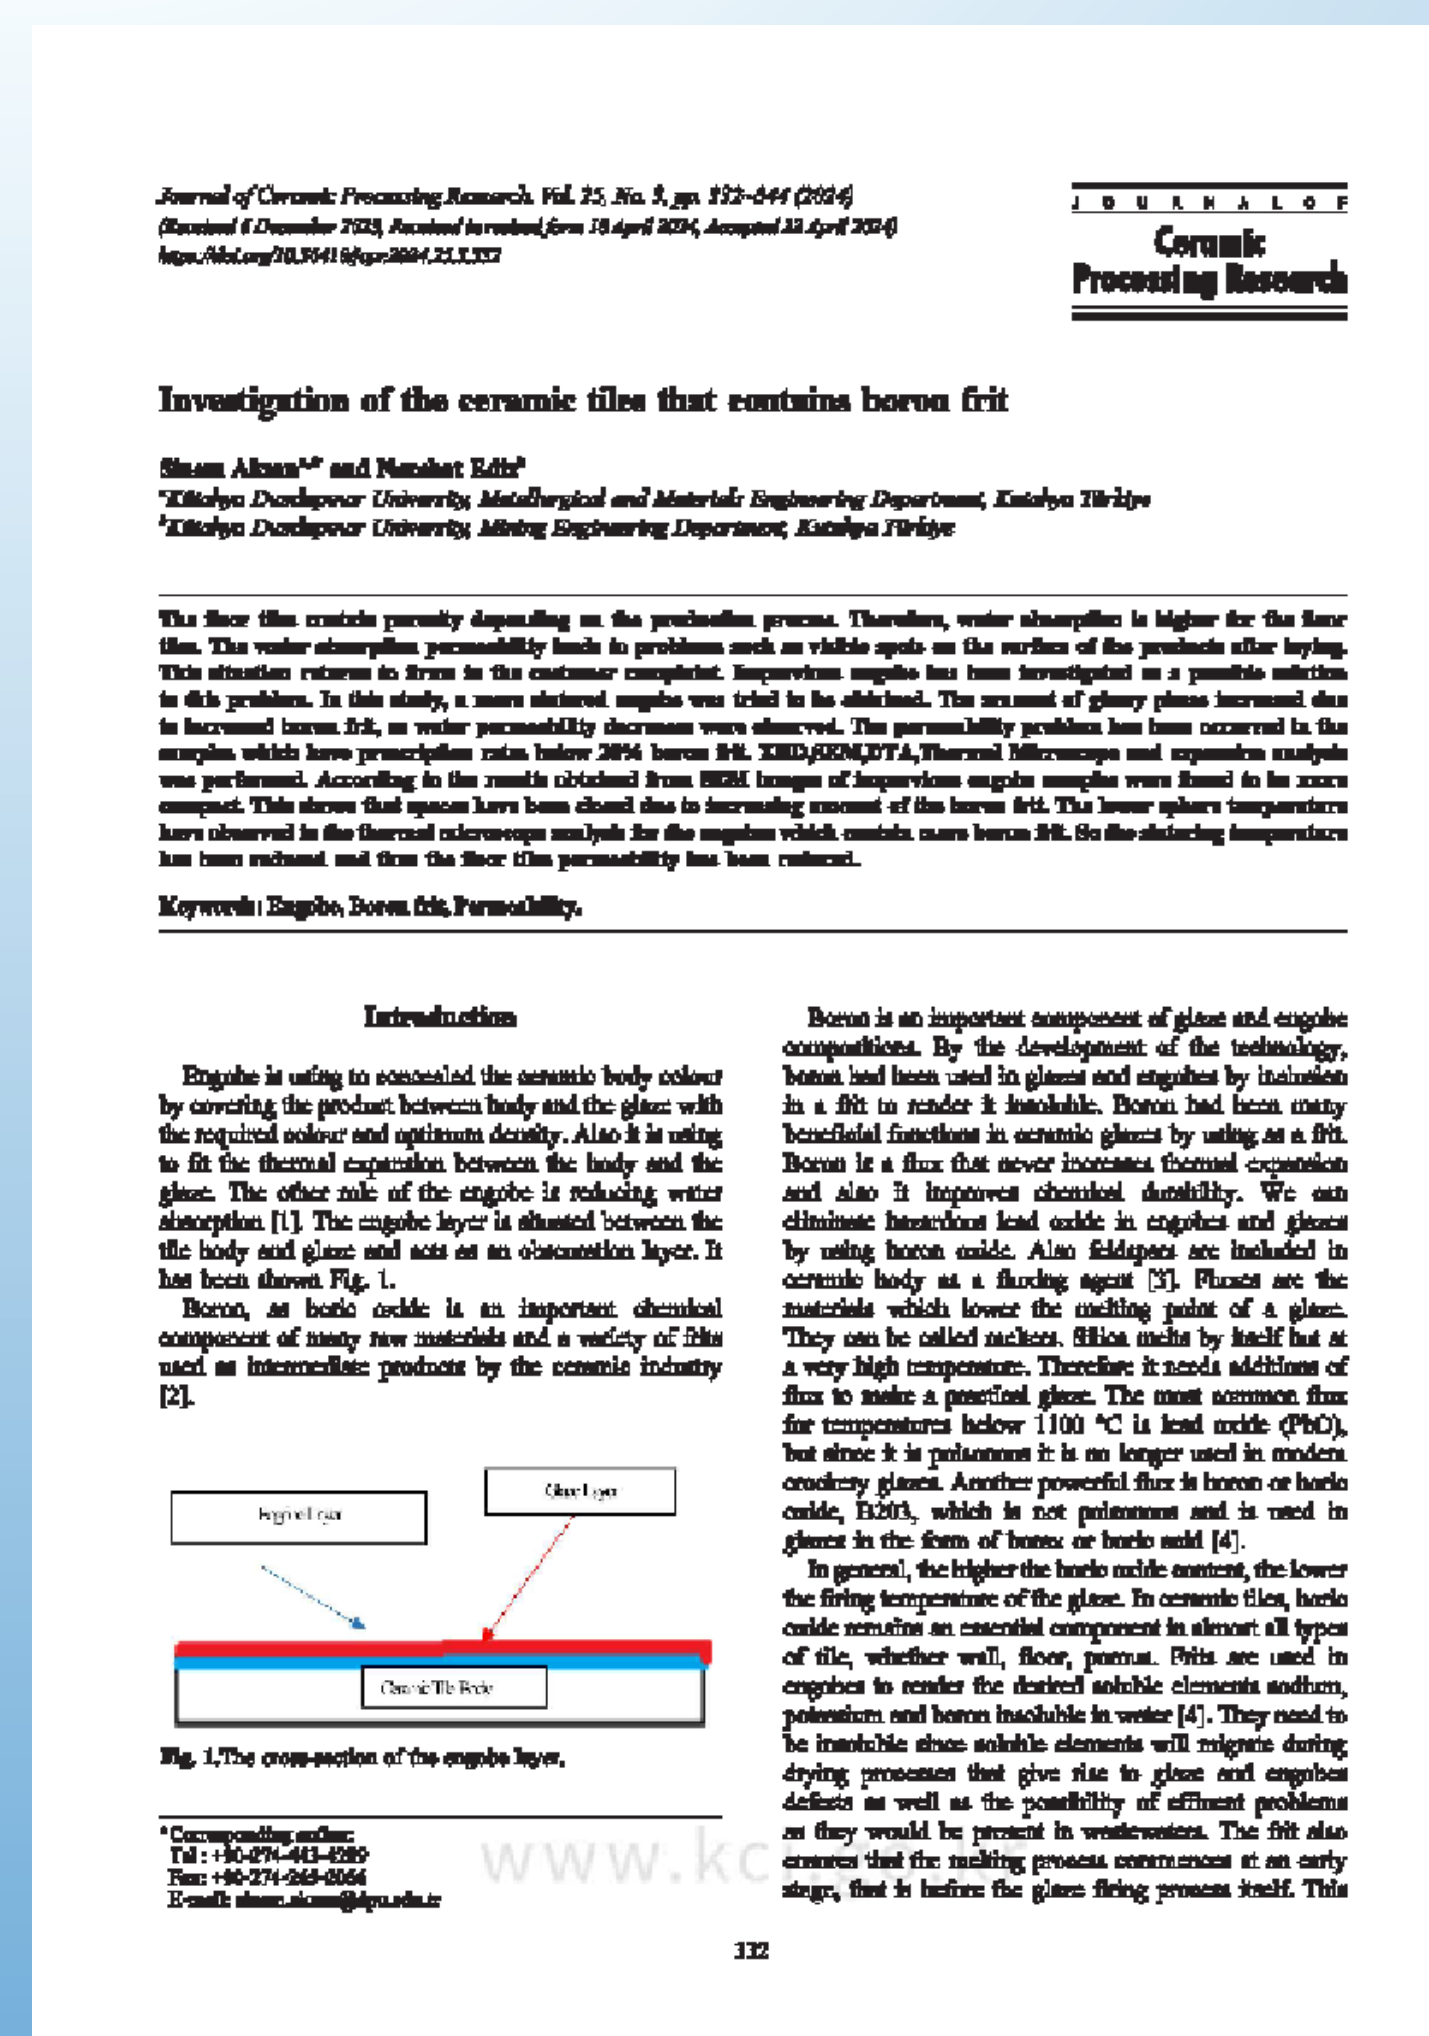 Journal of Ceramic Processing Research. Vol. 25, No. 3, pp. 332~344 (2024)
(Received 6 December 2023, Received in revised form 18 April 2024, Accepted 22 April 2024)
J O U R N A L O F
Ceramic
Processing Research
Investigation of the ceramic tiles that contains boron frit
and
University, Metallurgical and Materials Engineering Department, Kutahya Türkiye
University, Mining Engineering Department, Kutahya Türkiye
The floor tiles contain porosity depending on the production process. Therefore, water absorption is higher for the floor
tiles. The water absorption permeability leads to problems such as visible spots on the surface of the products after laying.
This situation returns to firms in the customer complaint. Impervious engobe has been investigated as a possible solution
to this problem. In this study, a more sintered engobe was tried to be obtained. The amount of glassy phase increased due
to increased boron frit, so water permeability decreases were observed. The permeability problem has been occurred in the
samples which have prescription rates below 20% boron frit. XRD,SEM,DTA,Thermal Microscope and expansion analysis
was performed. According to the results obtained from SEM images of impervious engobe samples were found to be more
compact. This shows that spaces have been closed due to increasing amount of the boron frit. The lower sphere temperature
have observed in the thermal microscope analysis for the engobes which contain more boron frit. So the sintering temperature
has been reduced and thus the floor tiles permeability has been reduced.
Keywords: Engobe, Boron frit, Permeability.
Introduction
Engobe is using to concealed the ceramic body colour
by covering the product between body and the glaze with
the required colour and optimum density. Also it is using
to fit the thermal expansion between the body and the
glaze. The other role of the engobe is reducing water
absorption [1]. The engobe layer is situated between the
tile body and glaze and acts as an obscuration layer. It
has been shown Fig. 1.
Boron, as boric oxide is an important chemical
component of many raw materials and a variety of frits
used as intermediate products by the ceramic industry
[2].
Engobe Layer
Glaze Layer
Ceramic Tile Body
Fig. 1. The cross-section of the engobe layer.
*Corresponding author:
Tel :
Fax:
E-mail:
Boron is an important component of glaze and engobe
compositions. By the development of the technology,
boron had been used in glazes and engobes by inclusion
in a frit to render it insoluble. Boron had been many
beneficial functions in ceramic glazes by using as a frit.
Boron is a flux that never increases thermal expansion
and also it improves chemical durability. We can
eliminate hazardous lead oxide in engobes and glazes
by using boron oxide. Also feldspars are included in
ceramic body as a fluxing agent [3]. Fluxes are the
materials which lower the melting point of a glaze.
They can be called melters. Silica melts by itself but at
a very high temperature. Therefore it needs additions of
flux to make a practical glaze. The most common flux
for temperatures below 1100 °C is lead oxide (PbO),
but since it is poisonous it is no longer used in modern
crockery glazes. Another powerful flux is boron or boric
oxide, B2O3, which is not poisonous and is used in
glazes in the form of borax or boric acid [4].
In general, the higher the boric oxide content, the lower
the firing temperature of the glaze. In ceramic tiles, boric
oxide remains an essential component in almost all types
of tile, whether wall, floor, porous. Frits are used in
engobes to render the desired soluble elements sodium,
potassium and boron insoluble in water [4]. They need to
be insoluble since soluble elements will migrate during
drying processes that give rise to glaze and engobes
defects as well as the possibility of effluent problems
as they would be present in wastewaters. The frit also
ensures that the melting process commences at an early
stage, that is before the glaze firing process itself. This
www.kci.go.kr
332